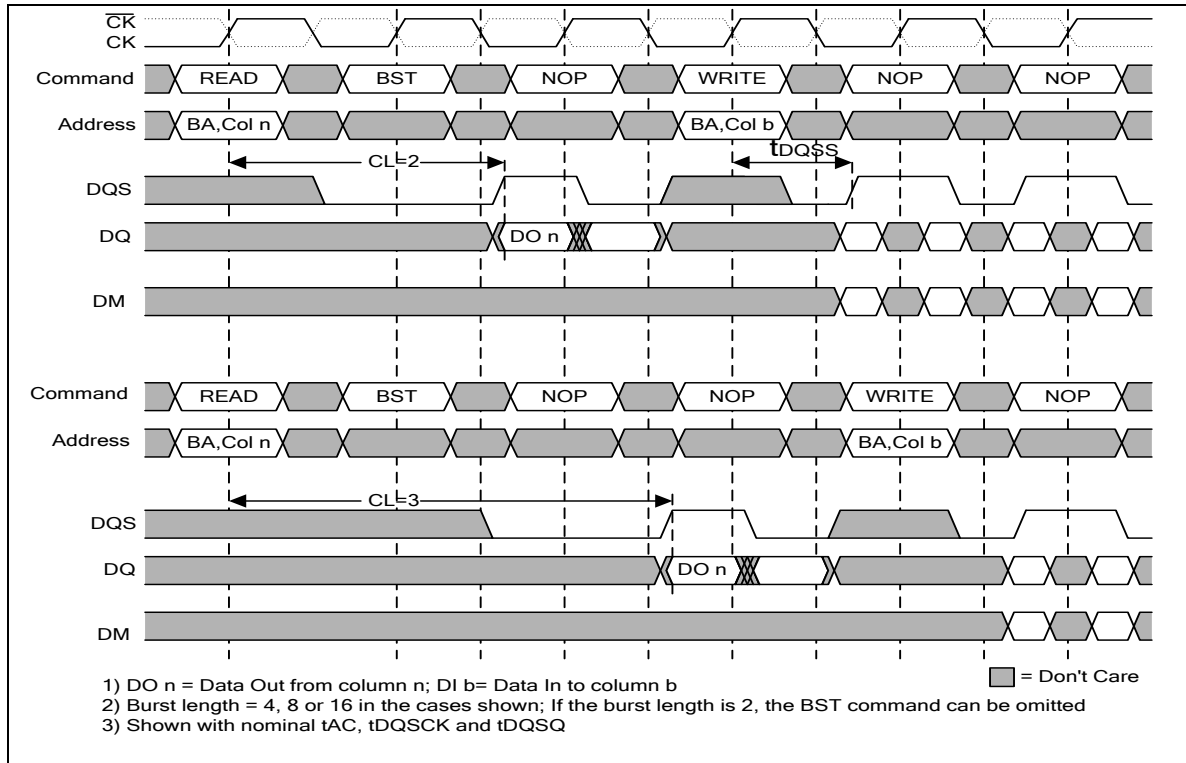 CK
CK
Command READ BST NOP WRITE NOP NOP
Address BA,Col n BA,Col b
CL=2 tDQSS
DQS
DQ DO n
DM
Command READ BST NOP NOP WRITE NOP
Address BA,Col n BA,Col b
CL=3
DQS
DQ DO n
DM
= Don't Care
1) DO n = Data Out from column n; DI b= Data In to column b
2) Burst length = 4, 8 or 16 in the cases shown; If the burst length is 2, the BST command can be omitted
3) Shown with nominal tAC, tDQSCK and tDQSQ